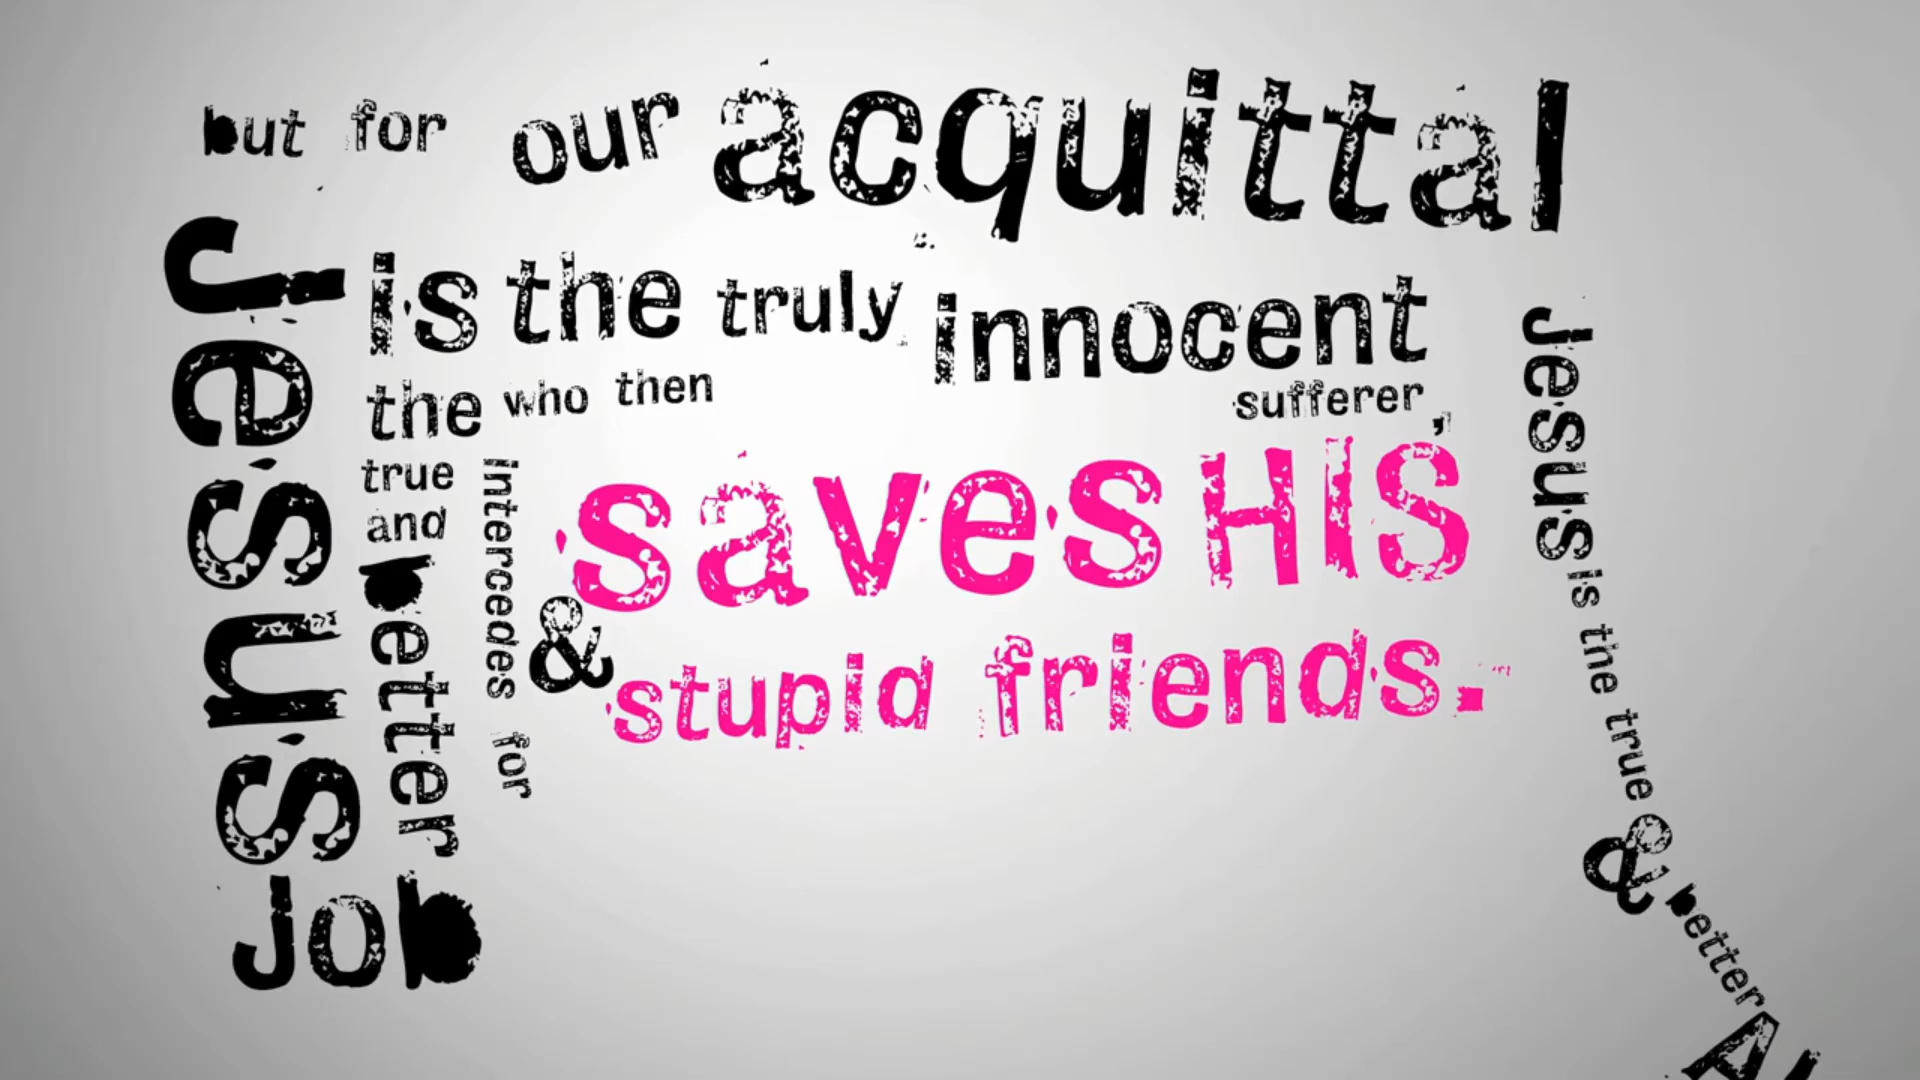 but for our acquittal
Jesus
is the
true
and
better
job
is the truly innocent
sufferer,
who then
intercedes for
&
saves HIS
stupid friends.
Jesus is the true & better